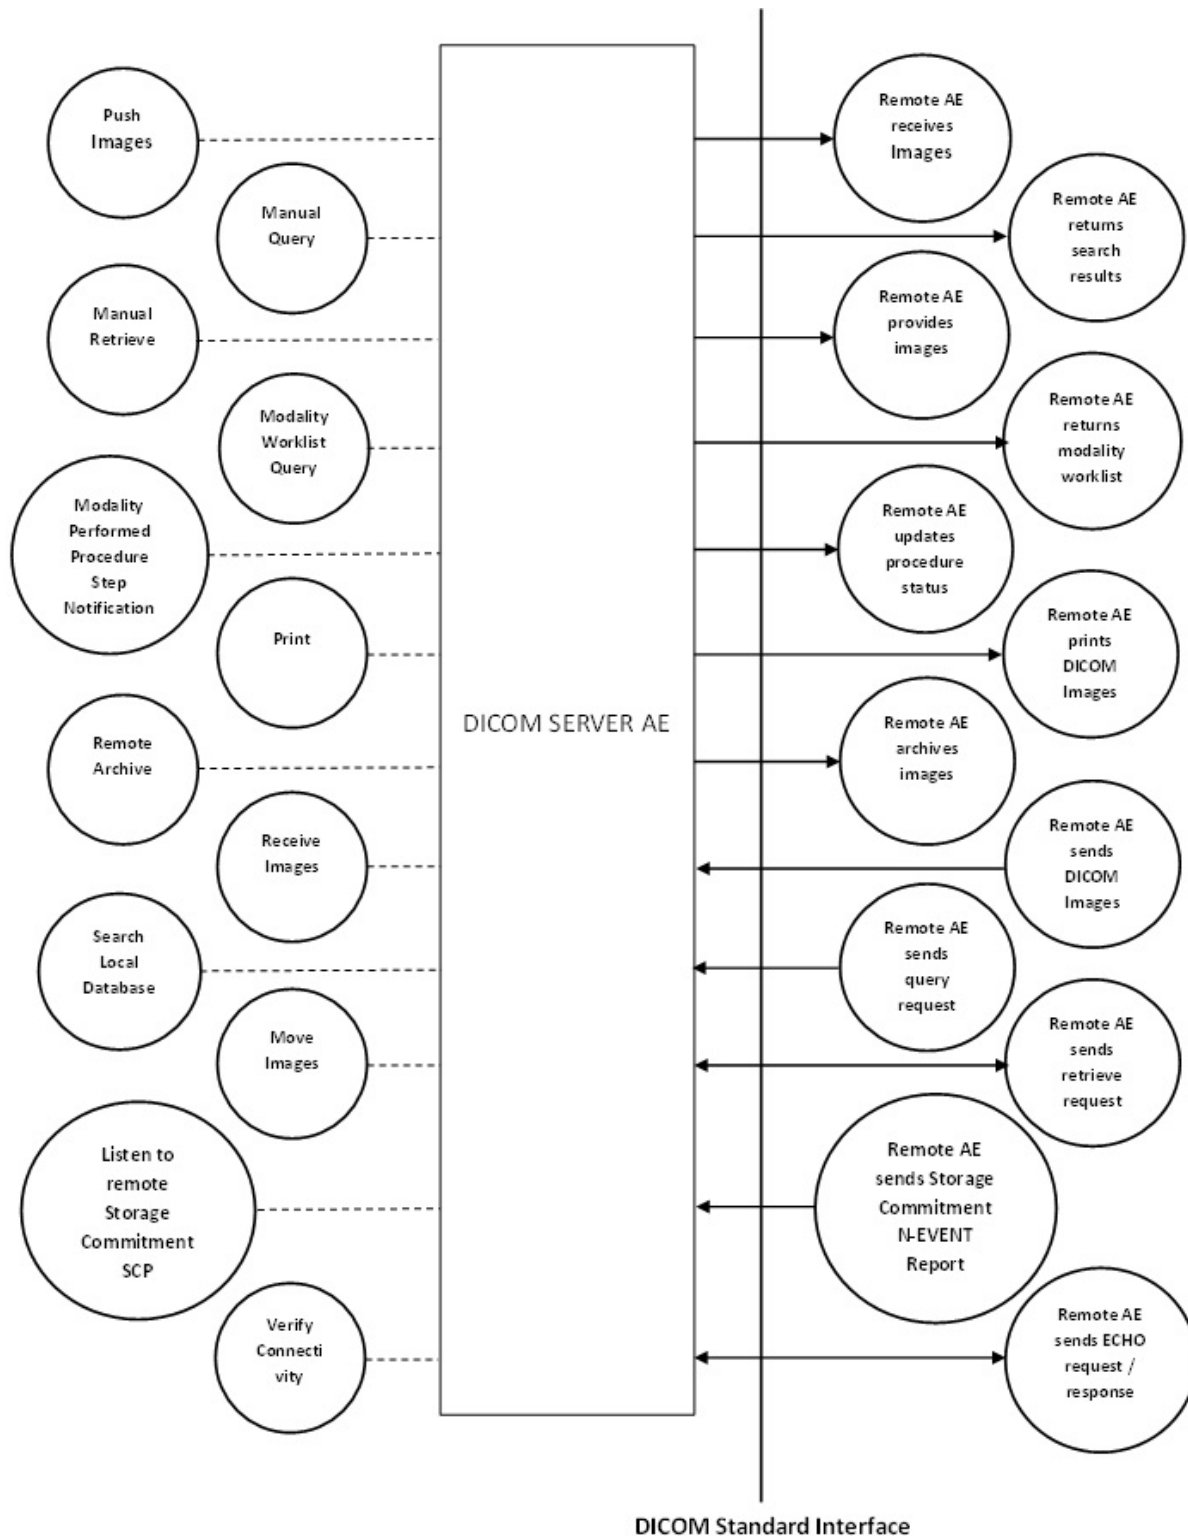 Push
Images
Manual
Query
Manual
Retrieve
Modality
Worklist
Query
Modality
Performed
Procedure
Step
Notification
Print
Remote
Archive
Receive
Images
Search
Local
Database
Move
Images
Listen to
remote
Storage
Commitment
SCP
Verify
Connecti
vity
DICOM SERVER AE
Remote AE
receives
Images
Remote AE
returns
search
results
Remote AE
provides
images
Remote AE
returns
modality
worklist
Remote AE
updates
procedure
status
Remote AE
prints
DICOM
Images
Remote AE
archives
images
Remote AE
sends
DICOM
Images
Remote AE
sends
query
request
Remote AE
sends
retrieve
request
Remote AE
sends Storage
Commitment
N-EVENT
Report
Remote AE
sends ECHO
request /
response
DICOM Standard Interface